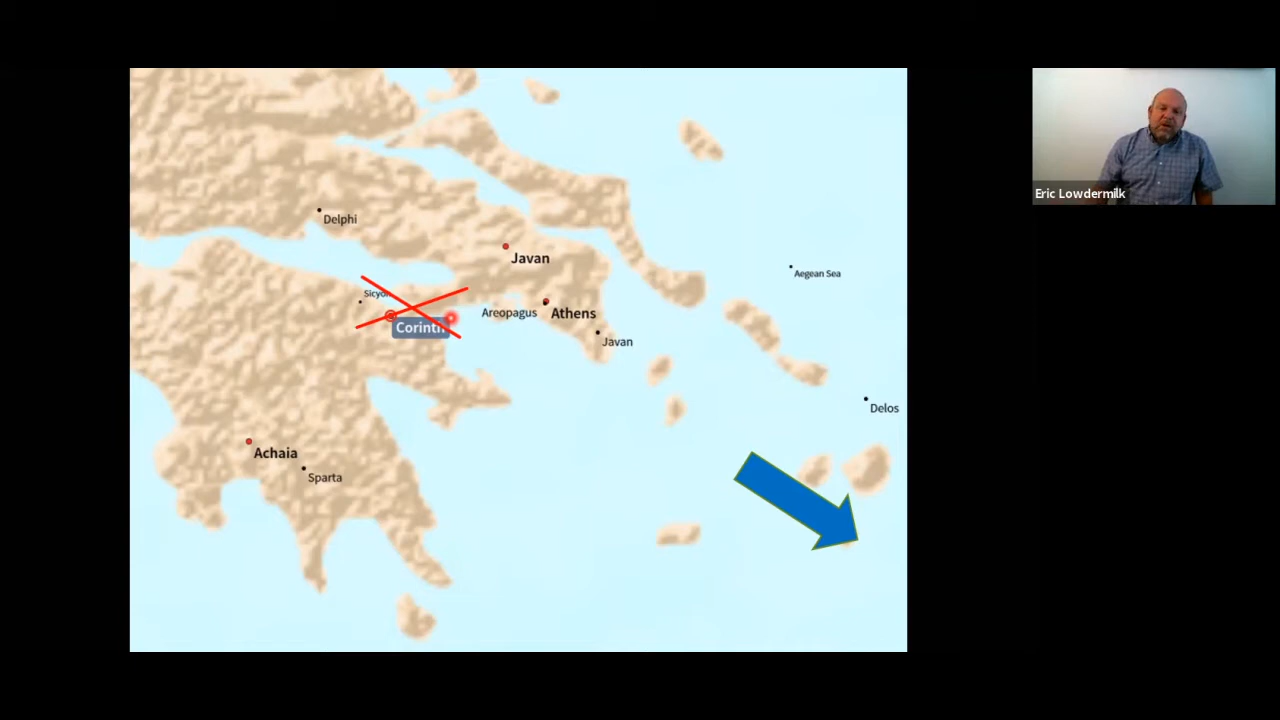 Eric Lowdermilk
Delphi
Javan
Aegean Sea
Sicyon
Areopagus
Athens
Corinth
Javan
Delos
Achaia
Sparta